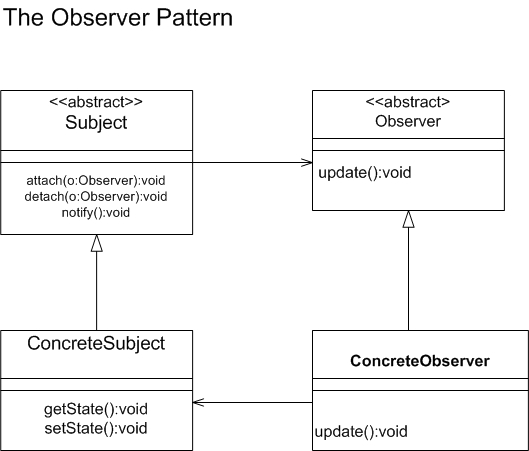 The Observer Pattern
<<abstract>>
Subject
attach(o:Observer):void
detach(o:Observer):void
notify():void
<<abstract>
Observer
update():void
ConcreteSubject
getState():void
setState():void
ConcreteObserver
update():void